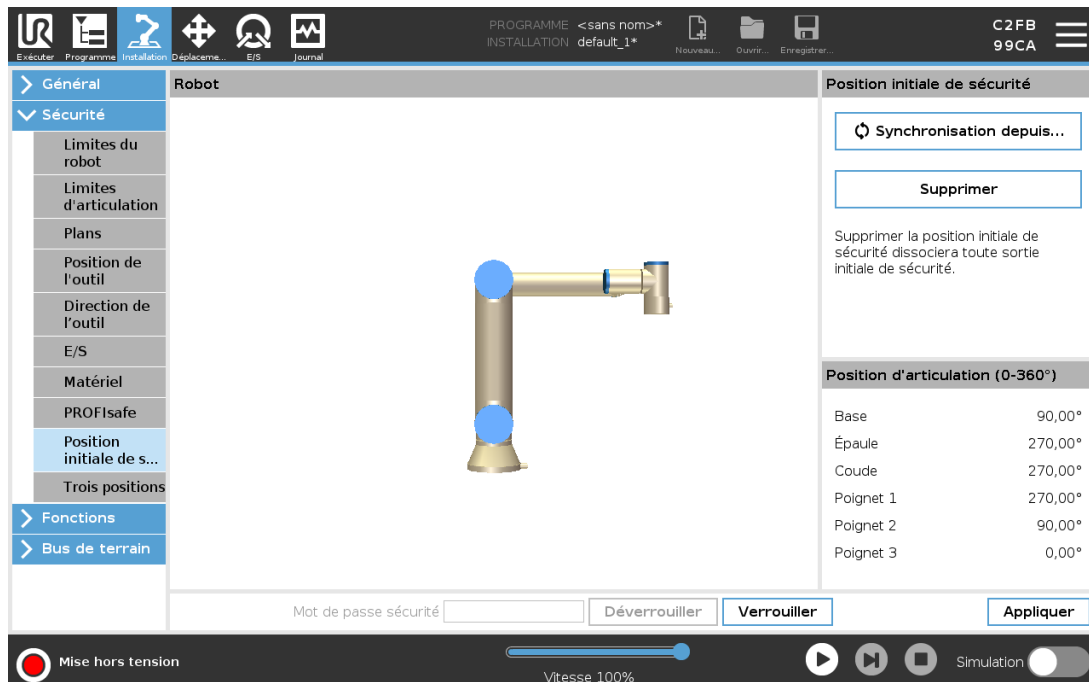 PROGRAMME <sans nom>*
INSTALLATION default_1*
C2FB
99CA
UR
Exécuter
Programme
Installation
Déplaceme...
E/S
Journal
Nouveau...
Ouvrir...
Enregistrer...
Général
Sécurité
Limites du
robot
Limites
d'articulation
Plans
Position de
l'outil
Direction de
l’outil
E/S
Matériel
PROFIsafe
Position
initiale de s...
Trois positions
Fonctions
Bus de terrain
Robot
Position initiale de sécurité
Synchronisation depuis...
Supprimer
Supprimer la position initiale de
sécurité dissociera toute sortie
initiale de sécurité.
Position d'articulation (0-360°)
Base 90,00°
Épaule 270,00°
Coude 270,00°
Poignet 1 270,00°
Poignet 2 90,00°
Poignet 3 0,00°
Mot de passe sécurité
Déverrouiller
Verrouiller
Appliquer
Mise hors tension
Vitesse 100%
Simulation